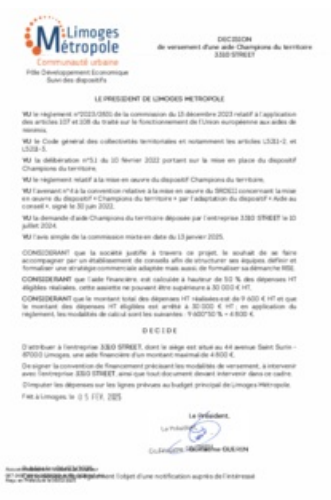 Limoges
Métropole
Communauté urbaine
Pôle Développement Economique
Suivi des dispositifs
DECISION
de versement d'une aide Champions du territoire
3310 STREET
LE PRESIDENT DE LIMOGES METROPOLE
VU le règlement n°2023/2831 de la commission du 13 décembre 2023 relatif à l'application
des articles 107 et 108 du traité sur le fonctionnement de l'Union européenne aux aides de
minimis,
VU le Code général des collectivités territoriales et notamment les articles L5211-2, et
VU la délibération n°5.1 du 10 février 2022 portant sur la mise en place du dispositif
Champions du territoire,
VU le règlement relatif à la mise en œuvre du dispositif Champions du territoire,
VU l'avenant n°4 à la convention relative à la mise en œuvre du SRDEII concernant la mise
en œuvre du dispositif « Champions du territoire » par l'adaptation du dispositif « Aide au
conseil », signé le 30 juin 2022,
VU la demande d'aide Champions du territoire déposée par l'entreprise 3310 STREET le 10
juillet 2024,
VU l'avis simple de la commission mixte en date du 13 janvier 2025,
CONSIDERANT que la société justifie à travers ce projet, le souhait de se faire
accompagner par un établissement de conseils afin de structurer ses équipes, définir et
formaliser une stratégie commerciale adaptée mais aussi, de formaliser sa démarche RSE,
CONSIDERANT que l'aide financière est calculée à hauteur de 50 % des dépenses HT
éligibles réalisées, cette assiette ne pouvant être supérieure à 30 000 € HT,
CONSIDERANT que le montant total des dépenses HT réalisées est de 9 600 € HT et que
le montant des dépenses HT éligibles est arrêté à 30 000 € HT, en application du
règlement, les modalités de calcul sont les suivantes : 9 600*50 % = 4 800 €,
DECIDE
D'attribuer à l'entreprise 3310 STREET, dont le siège est situé au 44 avenue Saint Surin -
87000 Limoges, une aide financière d'un montant maximal de 4 800 €,
De signer la convention de financement précisant les modalités de versement, à intervenir
avec l'entreprise 3310 STREET, ainsi que tout document devant intervenir dans ce cadre,
D'imputer les dépenses sur les lignes prévues au budget principal de Limoges Métropole.
Fait à Limoges, le 05 FEV. 2025
Le Président,
Guillaume GUERIN
l'objet d'une notification auprès de l'intéressé